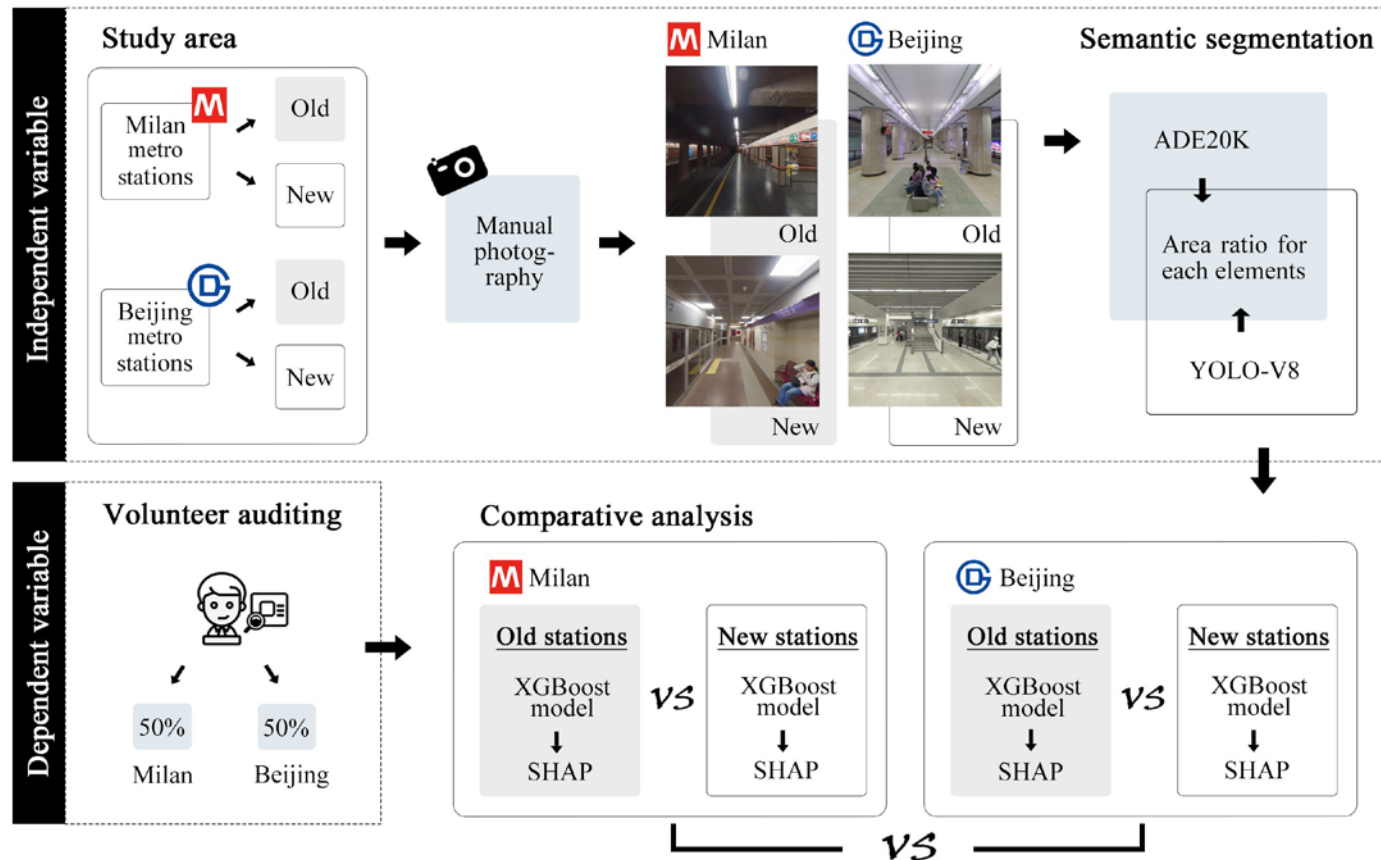 Independent variable
Study area
M
Milan
metro
stations
Old
New
Beijing
metro
stations
Old
New
Manual
photog-
raphy
M Milan
Old
New
Beijing
Old
New
Semantic segmentation
ADE20K
Area ratio for
each elements
YOLO-V8
Dependent variable
Volunteer auditing
50%
Milan
50%
Beijing
Comparative analysis
M Milan
Old stations
XGBoost
model
SHAP
VS
New stations
XGBoost
model
SHAP
Beijing
Old stations
XGBoost
model
SHAP
VS
New stations
XGBoost
model
SHAP
VS